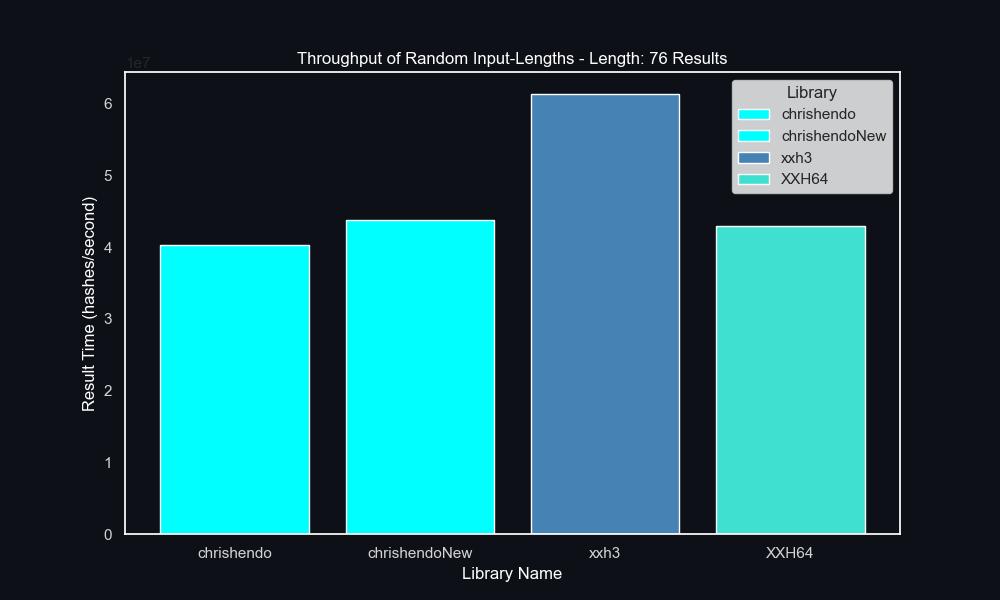 Throughput of Random Input-Lengths - Length: 76 Results
1e7
6
5
4
3
2
1
0
Result Time (hashes/second)
Library
chrishendo
chrishendoNew
xxh3
XXH64
chrishendo
chrishendoNew
xxh3
XXH64
Library Name